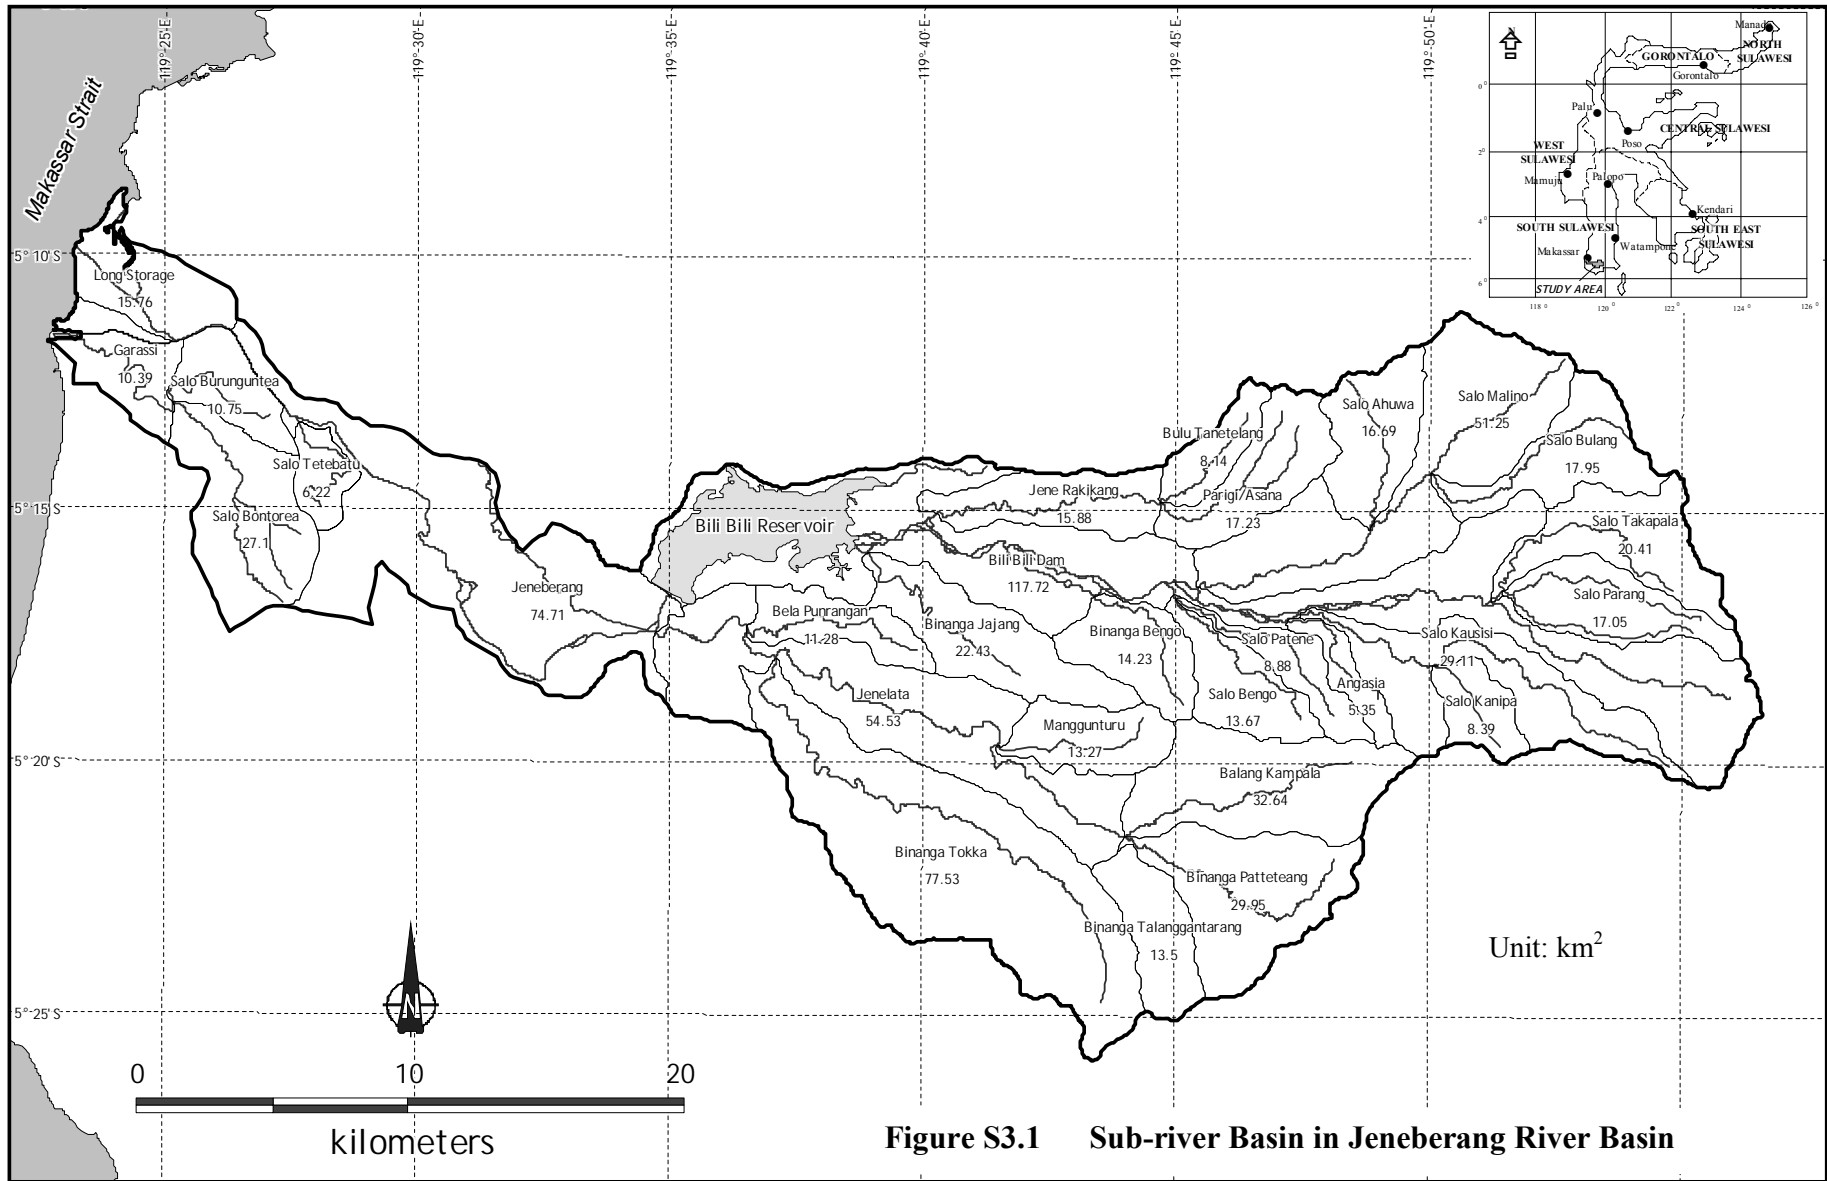 119°-25'-E
119°-30'-E
119°-35'-E
119°-40'-E
119°-45'-E
119°-50'-E
Makassar Strait
5° 10' S
5° 15' S
5° 20' S
5° 25' S
Long Storage
15.76
Garassi
10.39
Salo Burunguntea
10.75
Salo Tetebatu
6.22
Salo Bontorea
27.1
Jeneberang
74.71
Bili Bili Reservoir
Jene Rakikang
15.88
Bulu Tanetelang
8.14
Parigi/Asana
17.23
Salo Ahuwa
16.69
Salo Malino
51.25
Salo Bulang
17.95
Salo Takapala
20.41
Salo Parang
17.05
Bili Bili Dam
117.72
Bela Punrangan
11.28
Binanga Jajang
22.43
Binanga Bengo
14.23
Salo Patene
8.88
Salo Kausisi
29.11
Angasia
5.35
Salo Bengo
13.67
Salo Kanipa
8.39
Jenelata
54.53
Manggunturu
13.27
Balang Kampala
32.64
Binanga Tokka
77.53
Binanga Patteteang
29.95
Binanga Talanggantarang
13.5
Unit: km²
N
Manado
NORTH
SULAWESI
GORONTALO
Gorontalo
Palu
CENTRAL SULAWESI
Poso
WEST
SULAWESI
Mamuju
Palopo
Kendari
SOUTH SULAWESI
SOUTH EAST
SULAWESI
Watampone
Makassar
STUDY AREA
0°
2°
4°
6°
118°
120°
122°
124°
126°
N
0 10 20
kilometers
Figure S3.1 Sub-river Basin in Jeneberang River Basin